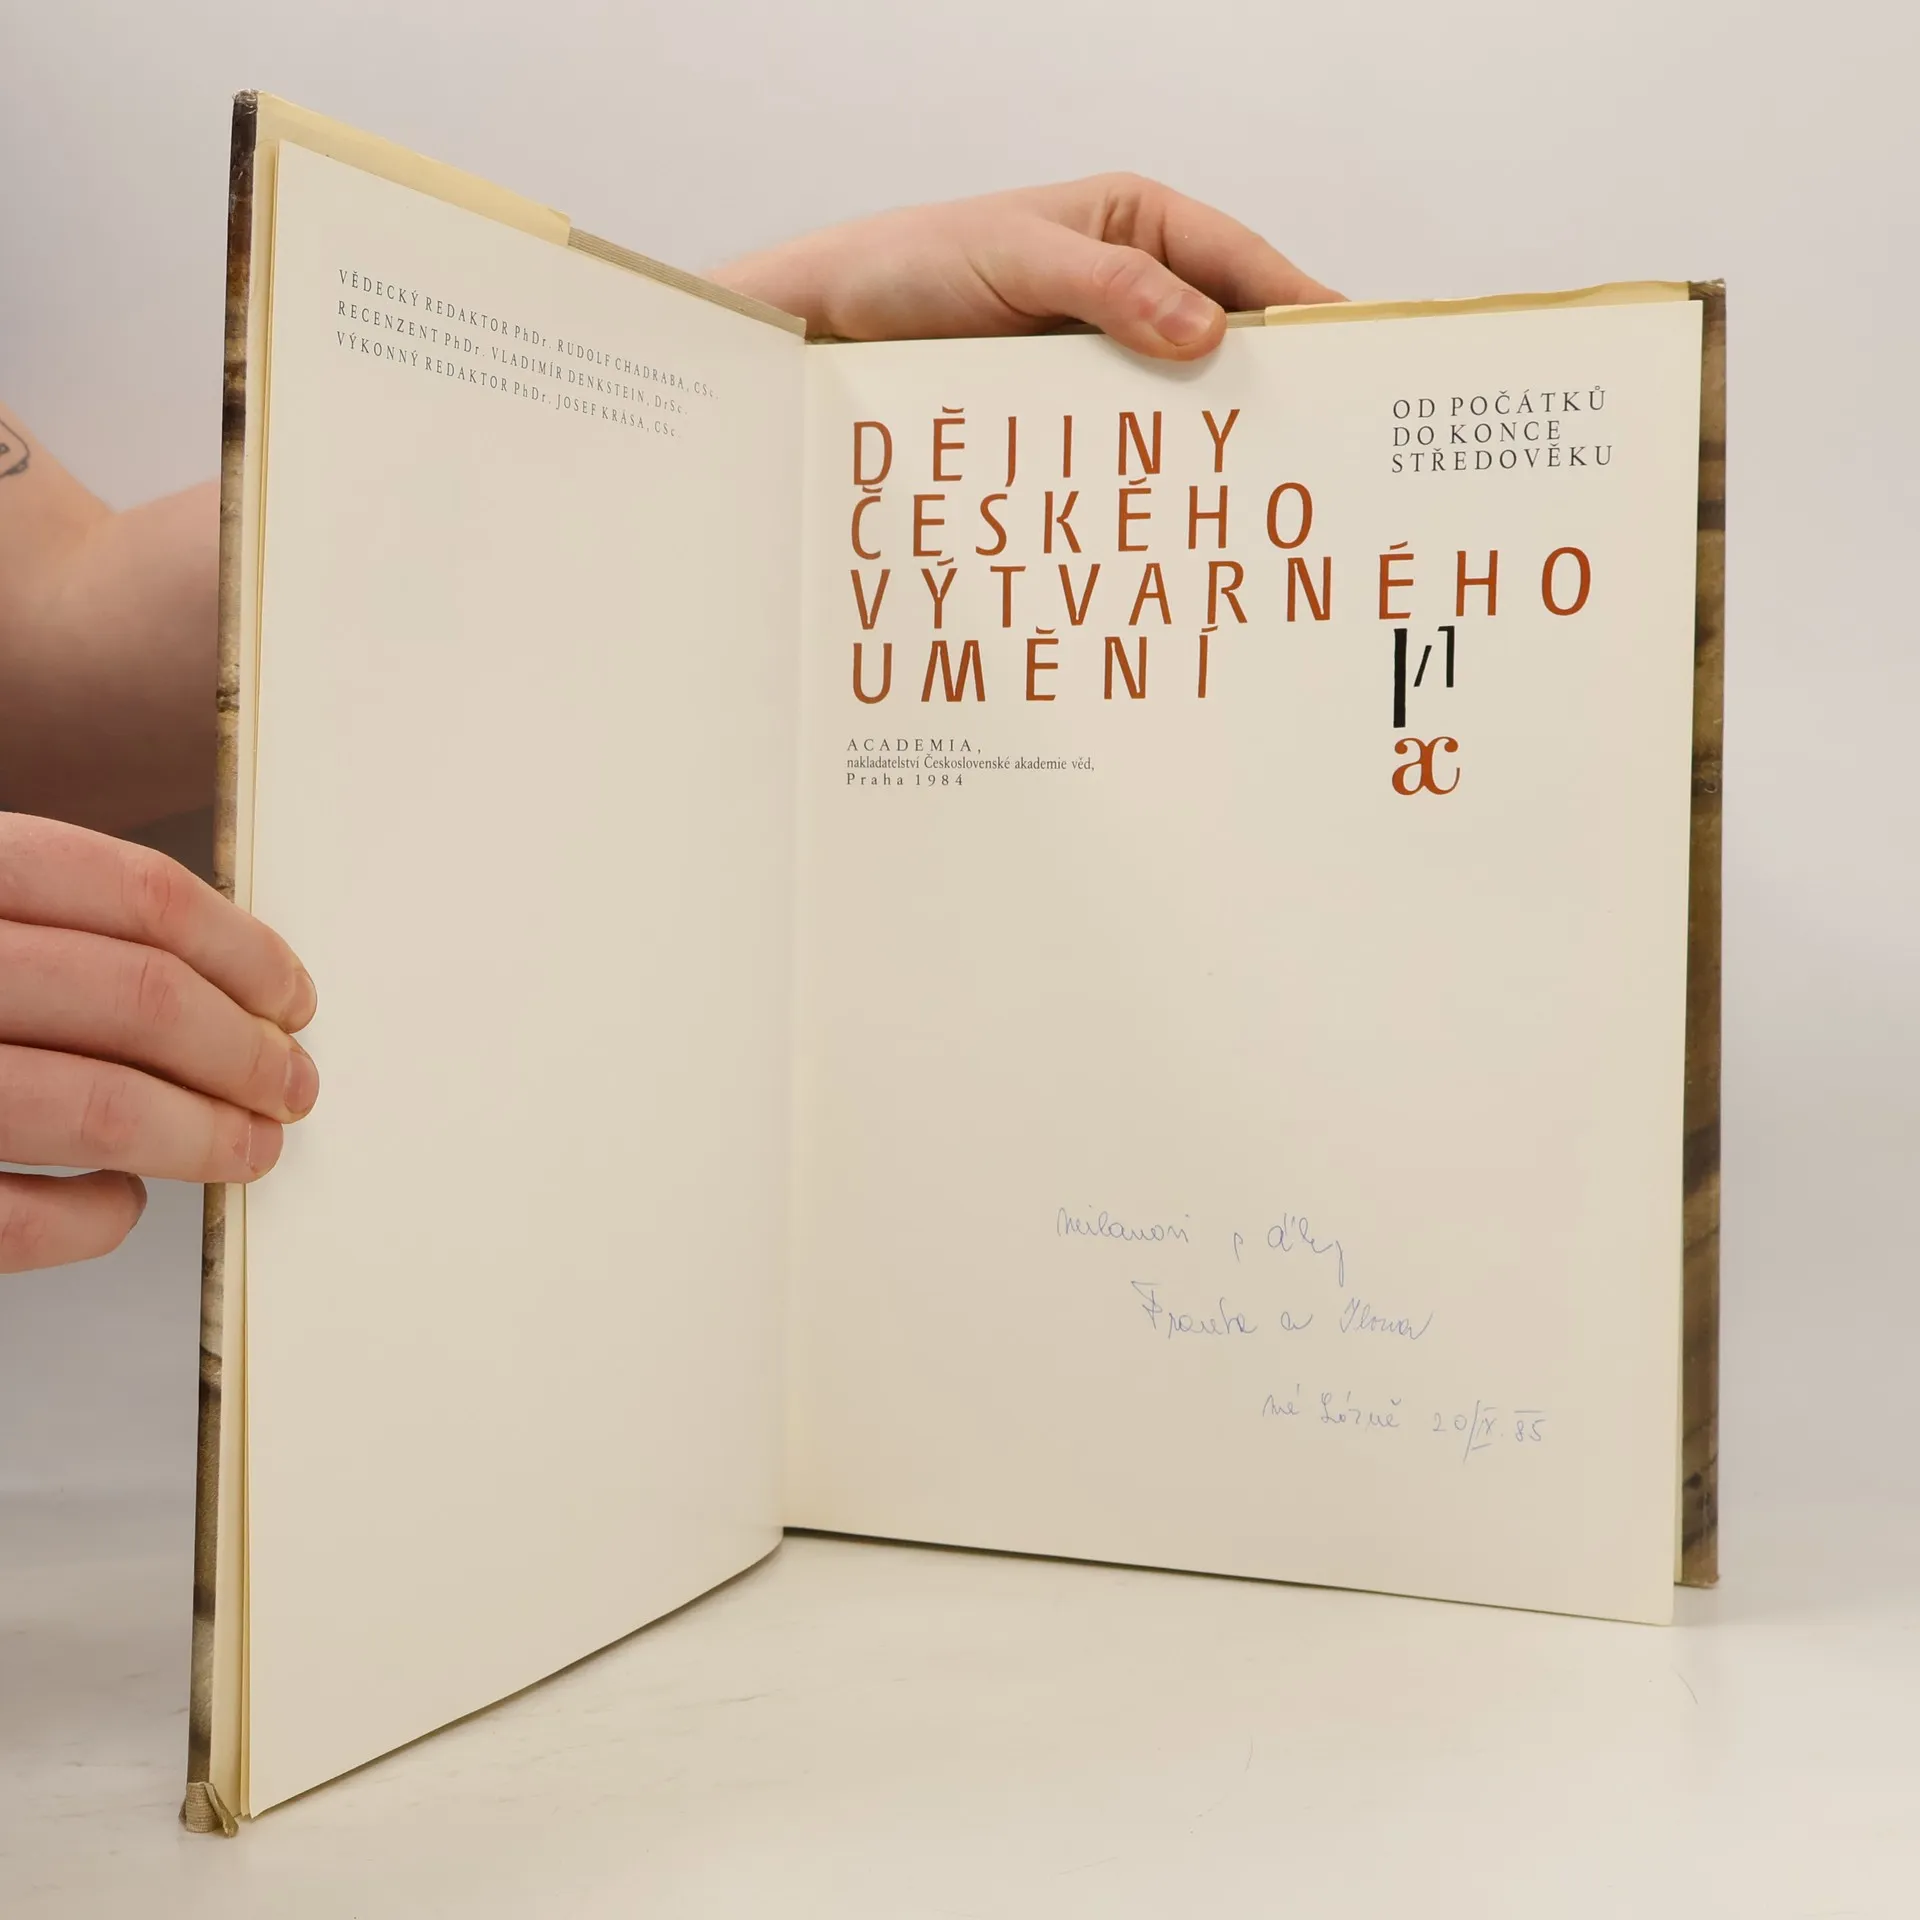 VĚDECKÝ REDAKTOR PhDr. RUDOLF CHADRABA, CSc.
RECENZENT PhDr. VLADIMÍR DENKSTEIN, DrSc.
VÝKONNÝ REDAKTOR PhDr. JOSEF KRÁSA, CSc.
DĚJINY
ČESKÉHO
VÝTVARNÉHO
UMĚNÍ
OD POČÁTKŮ
DO KONCE
STŘEDOVĚKU
I/1
ac
ACADEMIA,
nakladatelství Československé akademie věd,
Praha 1984
Milanovi s díky
Franta a Ilona
20/IX.85